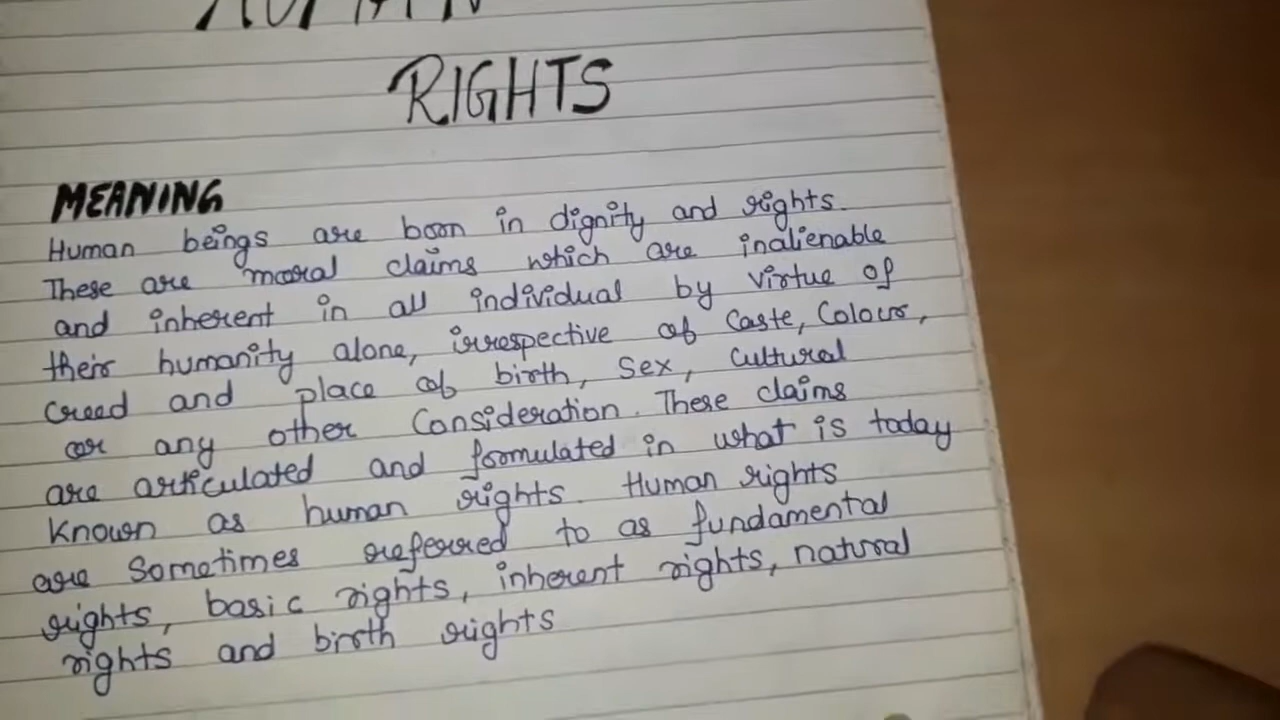 HUMAN
RIGHTS
MEANING
Human beings are born in dignity and rights.
These are moral claims which are inalienable
and inherent in all individual by virtue of
their humanity alone, irrespective of Caste, Colour,
Creed and place of birth, Sex, Cultural
or any other Consideration. These claims
are articulated and formulated in what is today
Known as human rights. Human rights
are Sometimes referred to as fundamental
rights, basic rights, inherent rights, natural
rights and birth rights